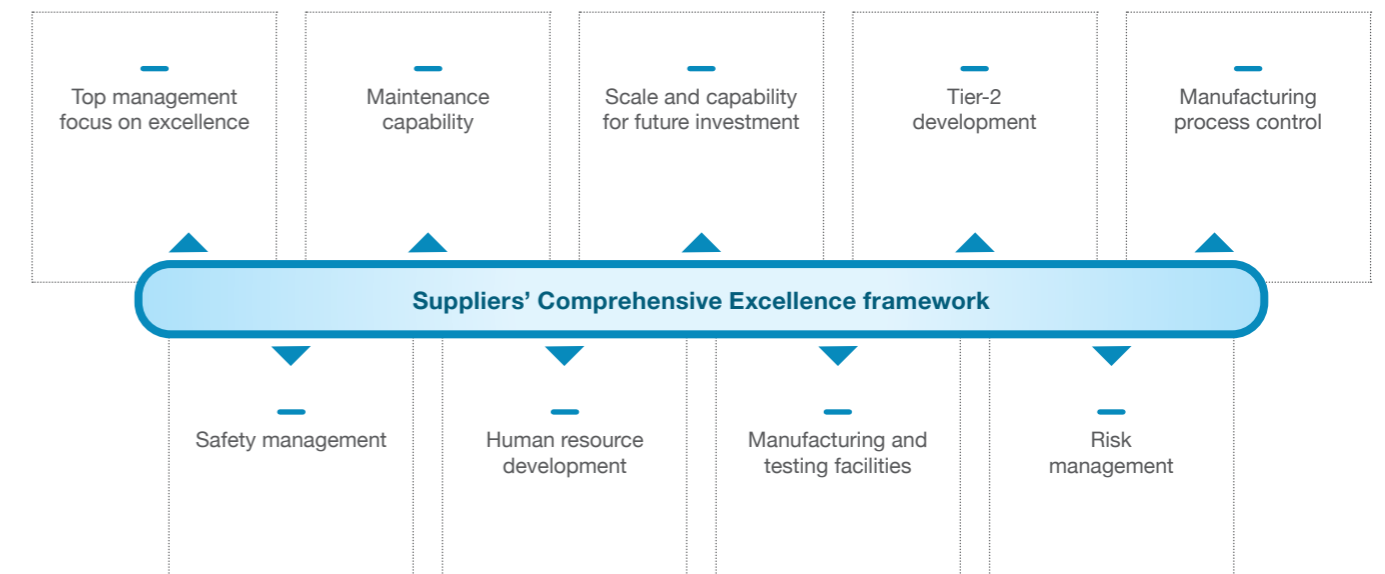 Top management
focus on excellence
Maintenance
capability
Scale and capability
for future investment
Tier-2
development
Manufacturing
process control
Suppliers’ Comprehensive Excellence framework
Safety management
Human resource
development
Manufacturing and
testing facilities
Risk
management